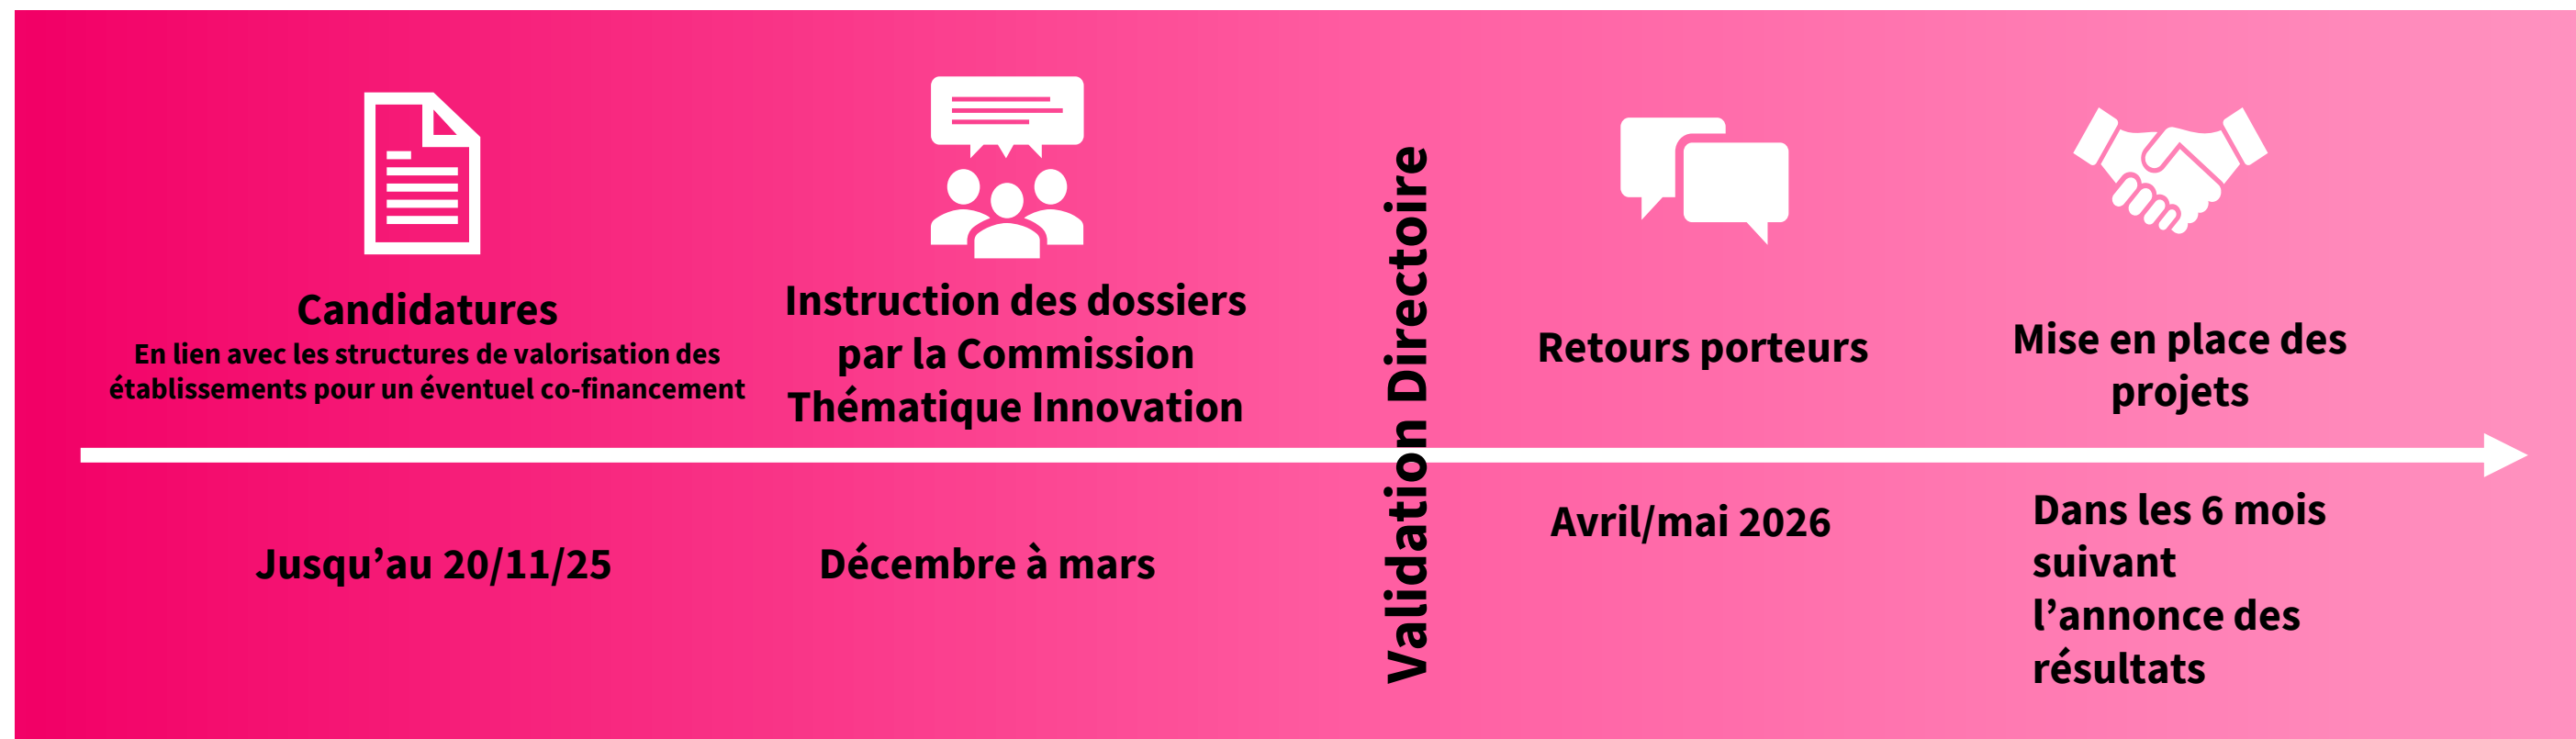 Candidatures
En lien avec les structures de valorisation des
établissements pour un éventuel co-financement
Jusqu’au 20/11/25
Instruction des dossiers
par la Commission
Thématique Innovation
Décembre à mars
Validation Directoire
Retours porteurs
Avril/mai 2026
Mise en place des
projets
Dans les 6 mois
suivant
l’annonce des
résultats